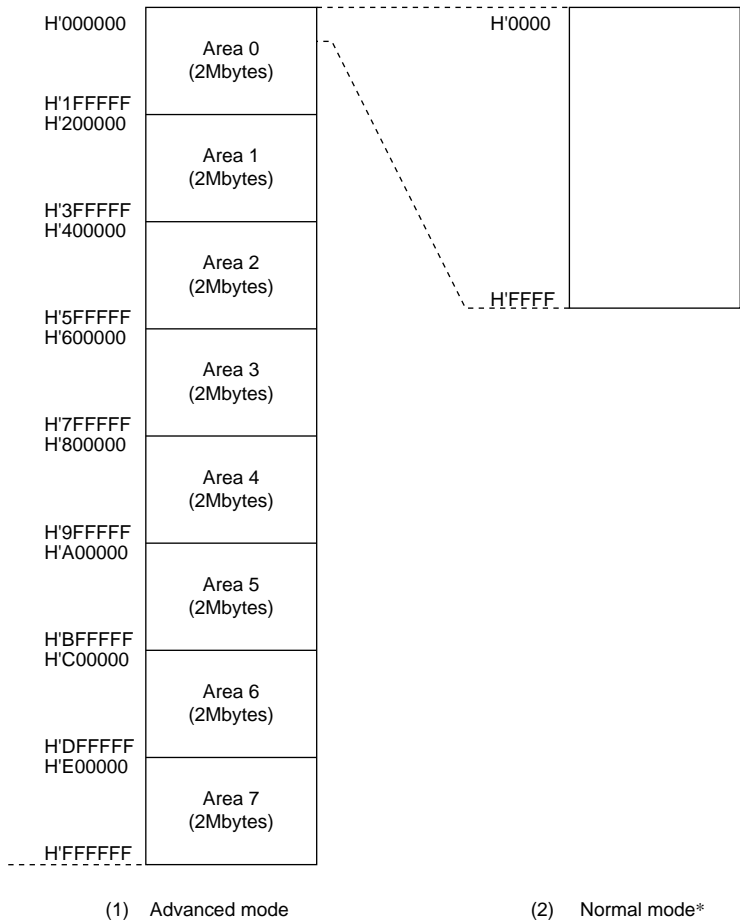 H'000000
Area 0
(2Mbytes)
H'1FFFFF
H'200000
Area 1
(2Mbytes)
H'3FFFFF
H'400000
Area 2
(2Mbytes)
H'5FFFFF
H'600000
Area 3
(2Mbytes)
H'7FFFFF
H'800000
Area 4
(2Mbytes)
H'9FFFFF
H'A00000
Area 5
(2Mbytes)
H'BFFFFF
H'C00000
Area 6
(2Mbytes)
H'DFFFFF
H'E00000
Area 7
(2Mbytes)
H'FFFFFF
(1) Advanced mode
H'0000
H'FFFF
(2) Normal mode*